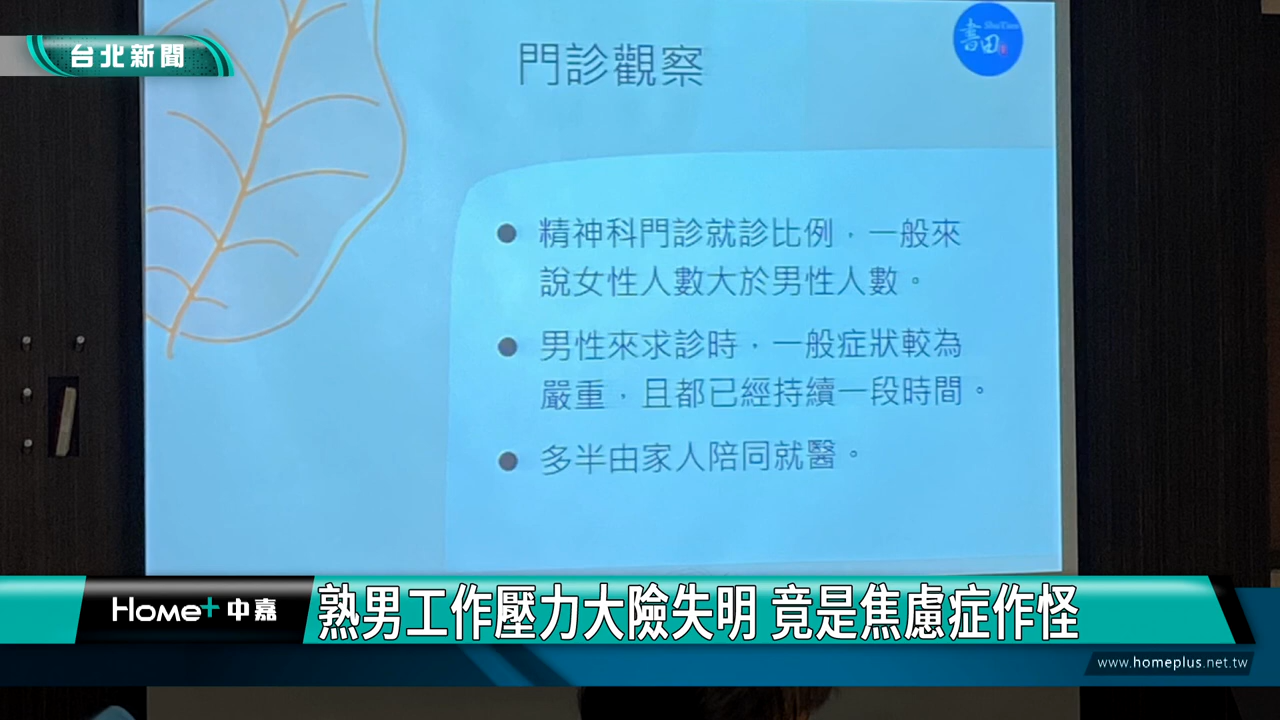 台北新聞
門診觀察
書田
ShuTien
精神科門診就診比例，一般來
說女性人數大於男性人數。
男性來求診時，一般症狀較為
嚴重，且都已經持續一段時間。
多半由家人陪同就醫。
Home+中嘉
熟男工作壓力大險失明 竟是焦慮症作怪
www.homeplus.net.tw